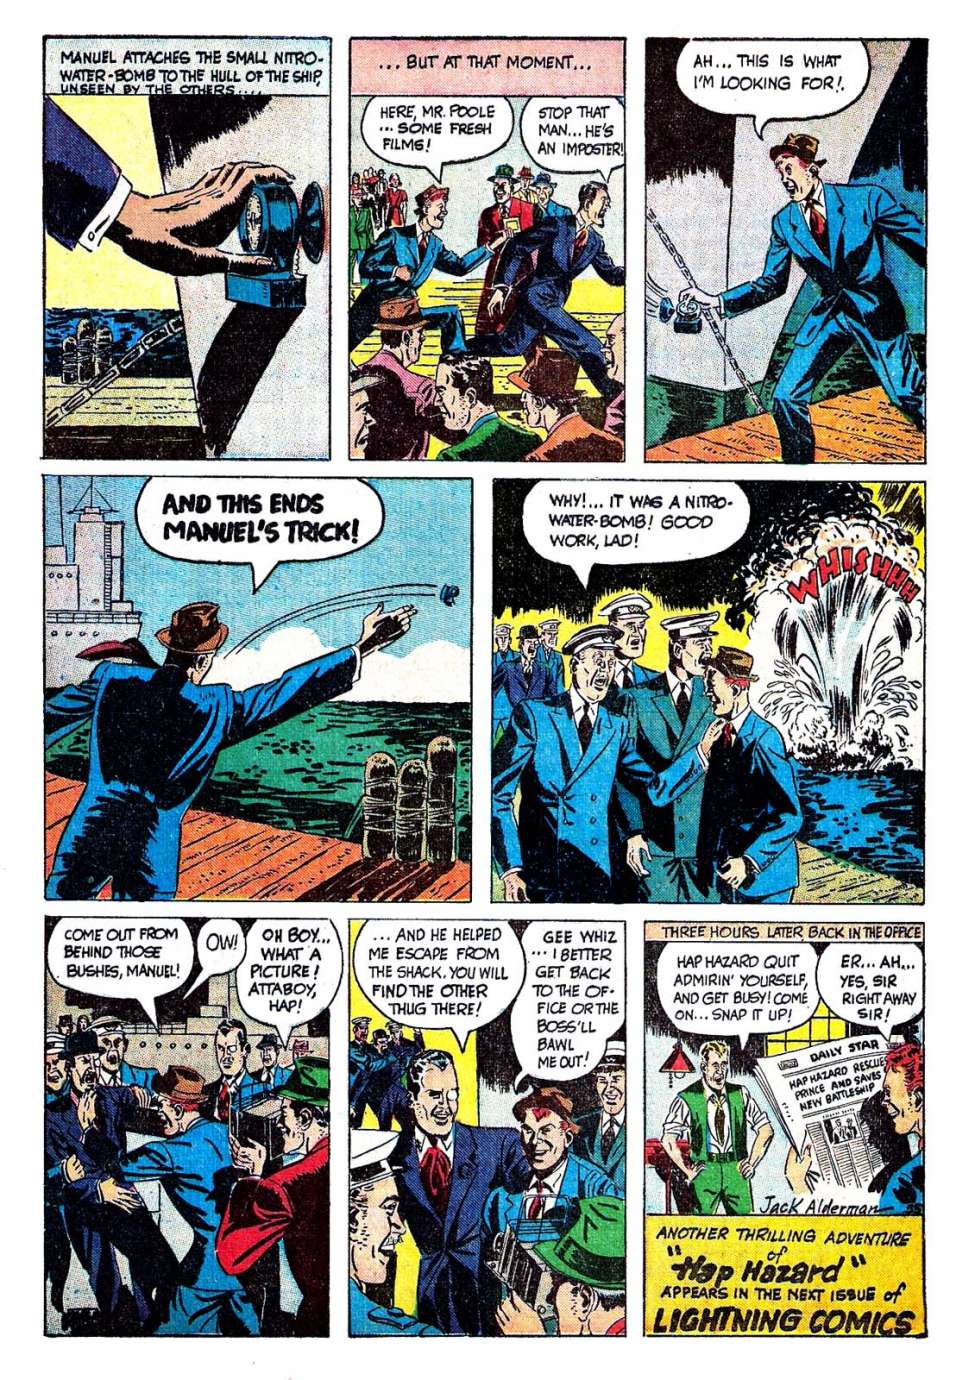 MANUEL ATTACHES THE SMALL NITRO-
WATER-BOMB TO THE HULL OF THE SHIP,
UNSEEN BY THE OTHERS....
...BUT AT THAT MOMENT...
HERE, MR. POOLE
... SOME FRESH
FILMS!
STOP THAT
MAN... HE'S
AN IMPOSTER!
AH... THIS IS WHAT
I'M LOOKING FOR!
AND THIS ENDS
MANUEL'S TRICK!
WHY!... IT WAS A NITRO-
WATER-BOMB! GOOD
WORK, LAD!
WHISHHH
COME OUT FROM
BEHIND THOSE
BUSHES, MANUEL!
OW!
OH BOY...
WHAT A
PICTURE!
ATTABOY,
HAP!
...AND HE HELPED
ME ESCAPE FROM
THE SHACK. YOU WILL
FIND THE OTHER
THUG THERE!
GEE WHIZ
... I BETTER
GET BACK
TO THE OF-
FICE OR THE
BOSS'LL
BAWL
ME OUT!
THREE HOURS LATER, BACK IN THE OFFICE
HAP HAZARD QUIT
ADMIRIN' YOURSELF,
AND GET BUSY! COME
ON... SNAP IT UP!
ER... AH...
YES, SIR
RIGHT AWAY
SIR!
DAILY STAR
HAP HAZARD RESCUES
PRINCE AND SAVES
NEW BATTLESHIP
Jack Alderman
ANOTHER THRILLING ADVENTURE
of
"Hap Hazard"
APPEARS IN THE NEXT ISSUE of
LIGHTNING COMICS